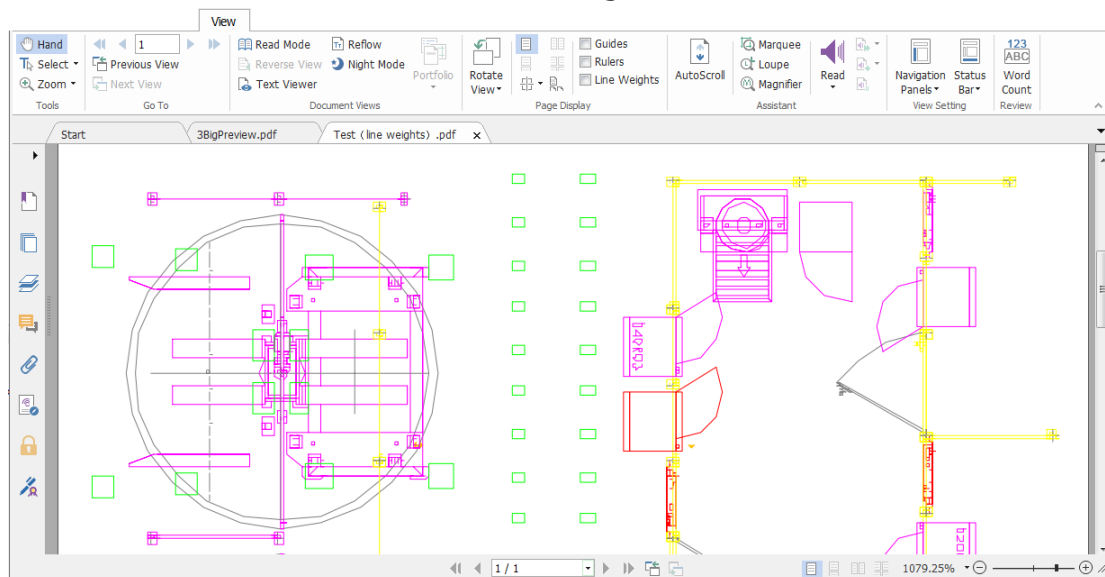 View
Hand
Select
Zoom
Tools
1
Previous View
Next View
Go To
Read Mode
Reverse View
Text Viewer
Reflow
Night Mode
Portfolio
Document Views
Rotate
View
Guides
Rulers
Line Weights
Page Display
AutoScroll
Marquee
Loupe
Magnifier
Read
Assistant
Navigation
Panels
Status
Bar
View Setting
123
ABC
Word
Count
Review
Start
3BigPreview.pdf
Test (line weights) .pdf
1 / 1
1079.25%